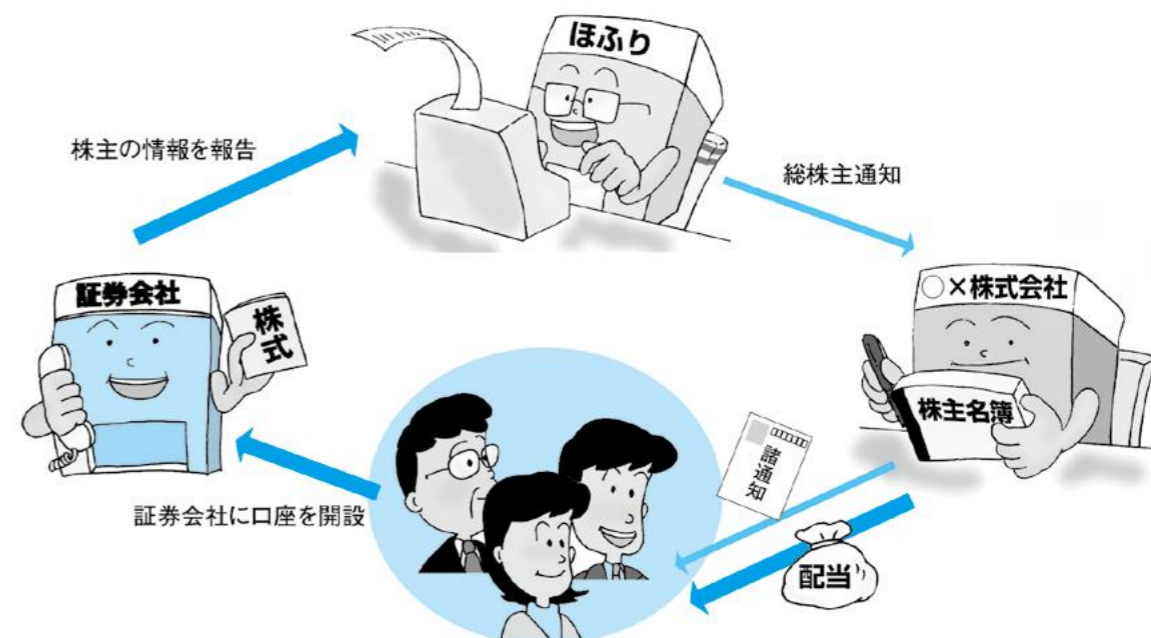 ほふり
株主の情報を報告
総株主通知
証券会社
株式
○×株式会社
株主名簿
諸通知
証券会社に口座を開設
配当